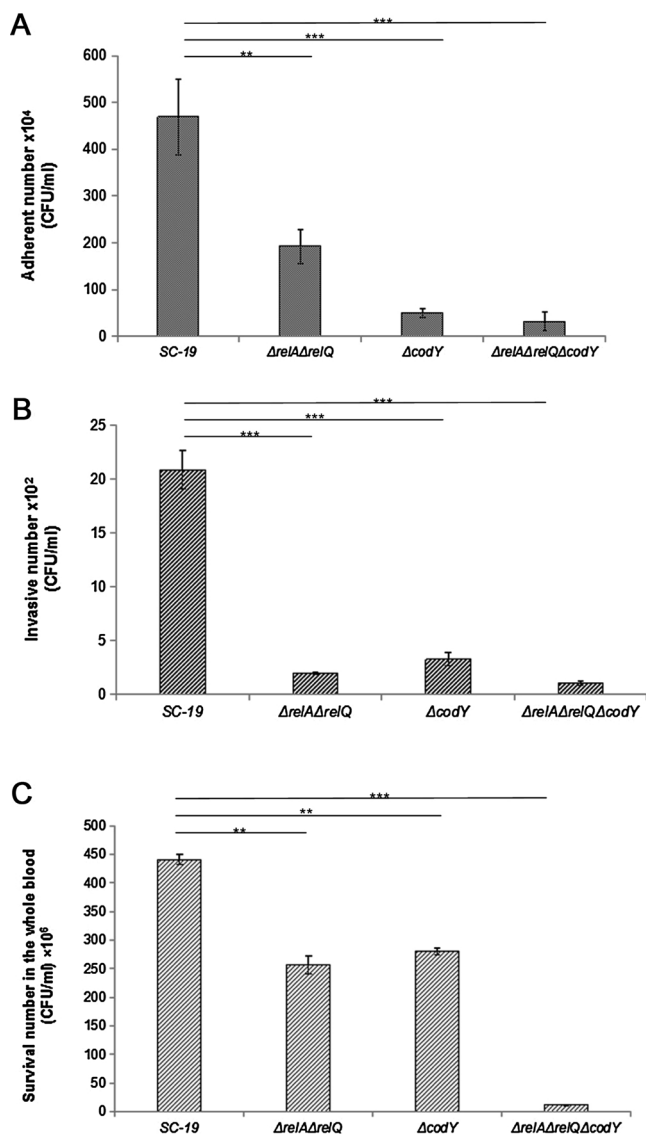 A
***
***
**
600
500
400
300
200
100
0
Adherent number x10⁴
(CFU/ml)
SC-19 ΔrelAΔrelQ ΔcodY ΔrelAΔrelQΔcodY
B
***
***
***
25
20
15
10
5
0
Invasive number x10²
(CFU/ml)
SC-19 ΔrelAΔrelQ ΔcodY ΔrelAΔrelQΔcodY
C
***
**
**
500
450
400
350
300
250
200
150
100
50
0
Survival number in the whole blood
(CFU/ml) ×10⁶
SC-19 ΔrelAΔrelQ ΔcodY ΔrelAΔrelQΔcodY